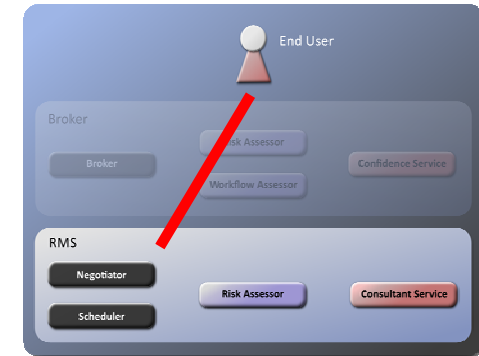 End User
Broker
Risk Assessor
Broker
Confidence Service
Workflow Assessor
RMS
Negotiator
Risk Assessor
Consultant Service
Scheduler